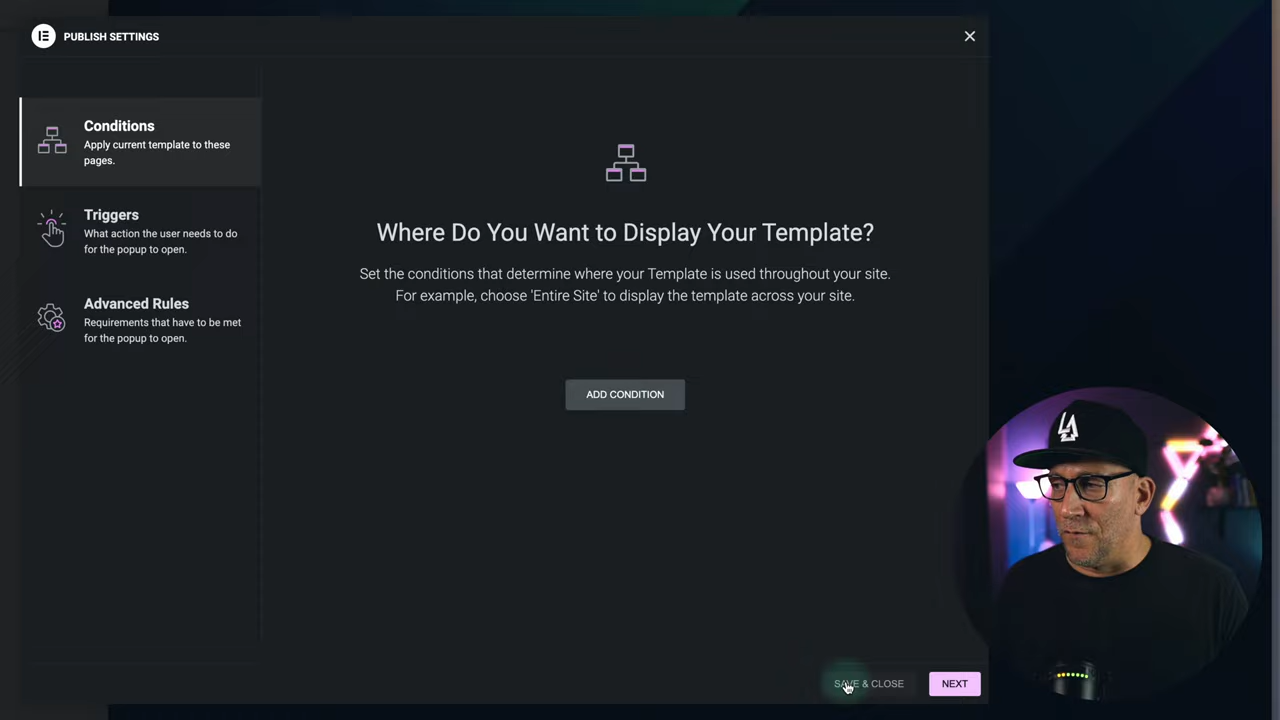 PUBLISH SETTINGS
Conditions
Apply current template to these
pages.
Triggers
What action the user needs to do
for the popup to open.
Advanced Rules
Requirements that have to be met
for the popup to open.
Where Do You Want to Display Your Template?
Set the conditions that determine where your Template is used throughout your site.
For example, choose 'Entire Site' to display the template across your site.
ADD CONDITION
SAVE & CLOSE
NEXT